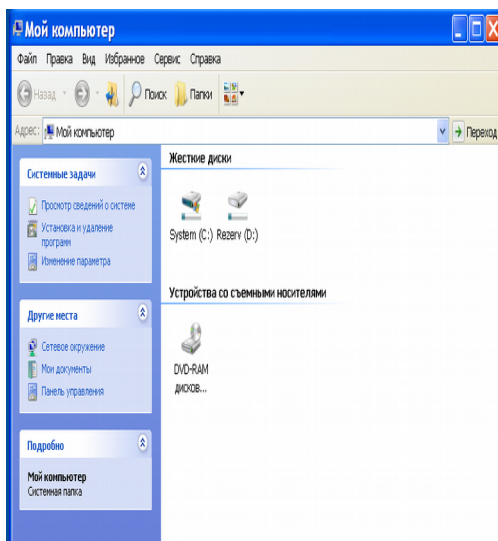 Мой компьютер
Файл Правка Вид Избранное Сервис Справка
Назад Поиск Папки
Адрес: Мой компьютер Переход
Системные задачи
Просмотр сведений о системе
Установка и удаление
программ
Изменение параметра
Другие места
Сетевое окружение
Мои документы
Панель управления
Подробно
Мой компьютер
Системная папка
Жесткие диски
System (C:) Rezerv (D:)
Устройства со съемными носителями
DVD-RAM
дисков...